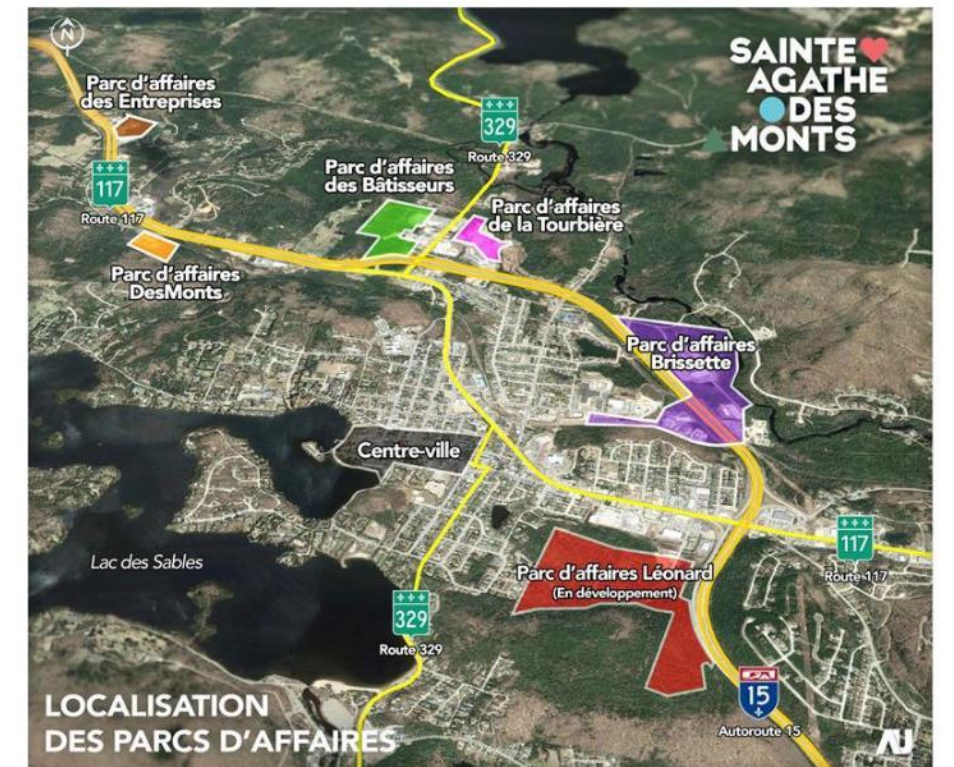 N
SAINTE
AGATHE
DES
MONTS
Parc d'affaires
des Entreprises
329
Route 329
Parc d'affaires
des Bâtisseurs
117
Route 117
Parc d'affaires
de la Tourbière
Parc d'affaires
DesMonts
Parc d'affaires
Brissette
Centre-ville
Lac des Sables
117
Route 117
Parc d'affaires Léonard
(En développement)
329
Route 329
15
Autoroute 15
LOCALISATION
DES PARCS D'AFFAIRES